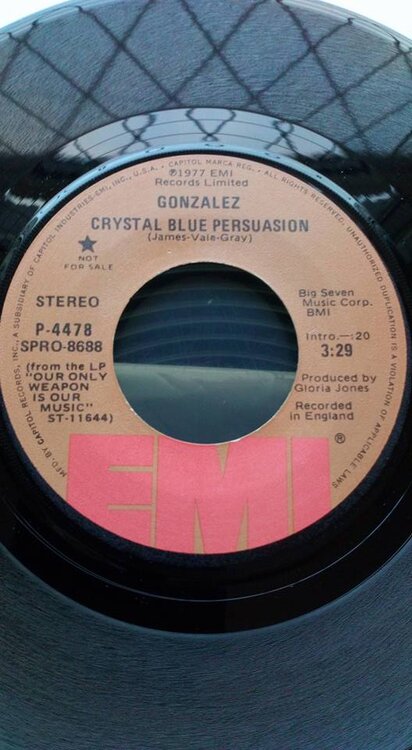 MFD. BY CAPITOL RECORDS, INC., A SUBSIDIARY OF CAPITOL INDUSTRIES-EMI, INC., U.S.A. • CAPITOL MARCA REG. • ALL RIGHTS RESERVED. UNAUTHORIZED DUPLICATION IS A VIOLATION OF APPLICABLE LAWS
℗1977 EMI
Records Limited
GONZALEZ
CRYSTAL BLUE PERSUASION
(James-Vale-Gray)
NOT
FOR SALE
STEREO
P-4478
SPRO-8688
(from the LP
"OUR ONLY
WEAPON
IS OUR
MUSIC"
ST-11644)
Big Seven
Music Corp.
BMI
Intro.—:20
3:29
Produced by
Gloria Jones
Recorded
in England
EMI®